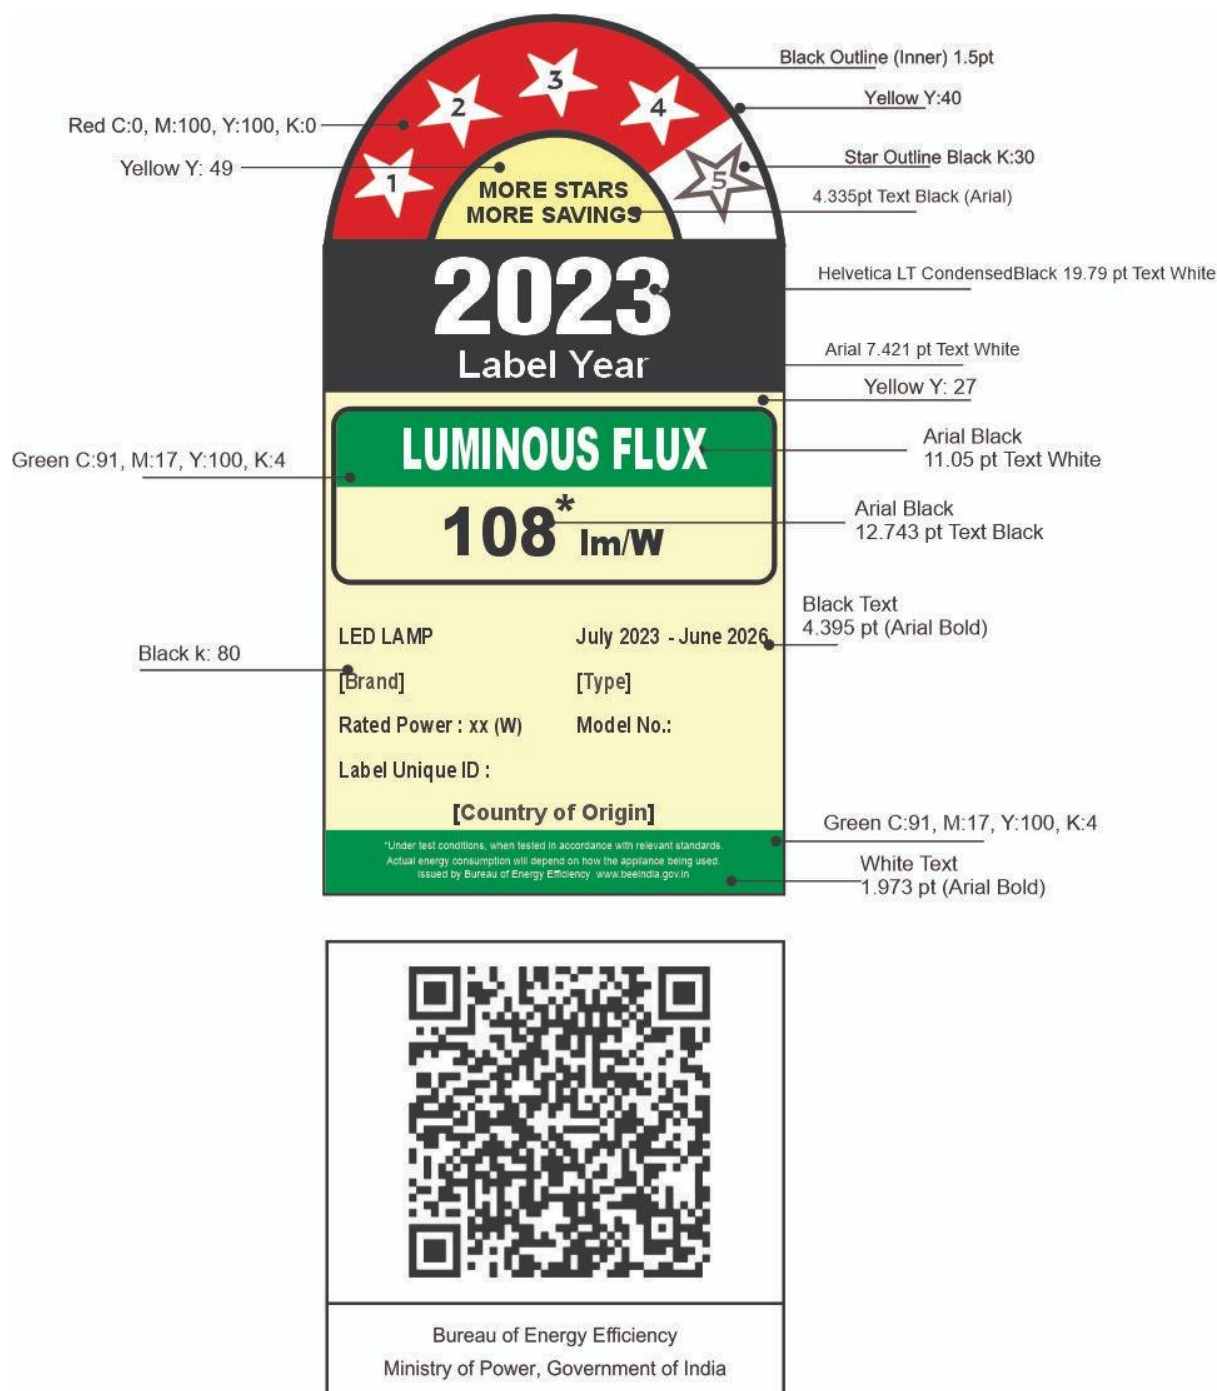 Black Outline (Inner) 1.5pt
3
2
4
Yellow Y:40
Red C:0, M:100, Y:100, K:0
Star Outline Black K:30
Yellow Y: 49
1
5
MORE STARS
MORE SAVINGS
4.335pt Text Black (Arial)
2023
Helvetica LT CondensedBlack 19.79 pt Text White
Label Year
Arial 7.421 pt Text White
Yellow Y: 27
LUMINOUS FLUX
Arial Black
11.05 pt Text White
Green C:91, M:17, Y:100, K:4
108* lm/W
Arial Black
12.743 pt Text Black
Black Text
4.395 pt (Arial Bold)
LED LAMP July 2023 - June 2026
Black k: 80
[Brand] [Type]
Rated Power : xx (W) Model No.:
Label Unique ID :
[Country of Origin]
Green C:91, M:17, Y:100, K:4
*Under test conditions, when tested in accordance with relevant standards.
Actual energy consumption will depend on how the appliance being used.
Issued by Bureau of Energy Efficiency www.beeindia.gov.in
White Text
1.973 pt (Arial Bold)
Bureau of Energy Efficiency
Ministry of Power, Government of India